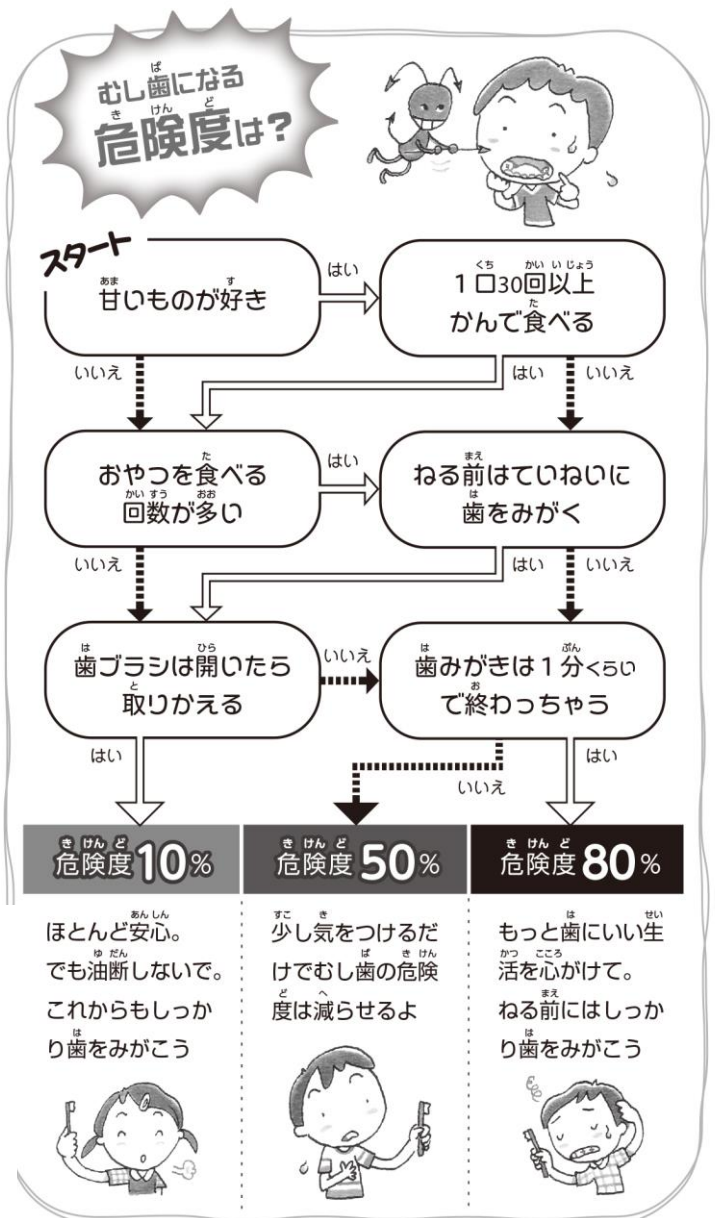 むし歯になる
危険度は?
スタート
甘いものが好き
はい
1口30回以上
かんで食べる
いいえ
はい
いいえ
おやつを食べる
回数が多い
はい
ねる前はていねいに
歯をみがく
いいえ
はい
いいえ
歯ブラシは開いたら
取りかえる
いいえ
歯みがきは1分くらい
で終わっちゃう
はい
いいえ
はい
危険度10%
危険度50%
危険度80%
ほとんど安心。
でも油断しないで。
これからもしっか
り歯をみがこう
少し気をつけるだ
けでむし歯の危険
度は減らせるよ
もっと歯にいい生
活を心がけて。
ねる前にはしっか
り歯をみがこう